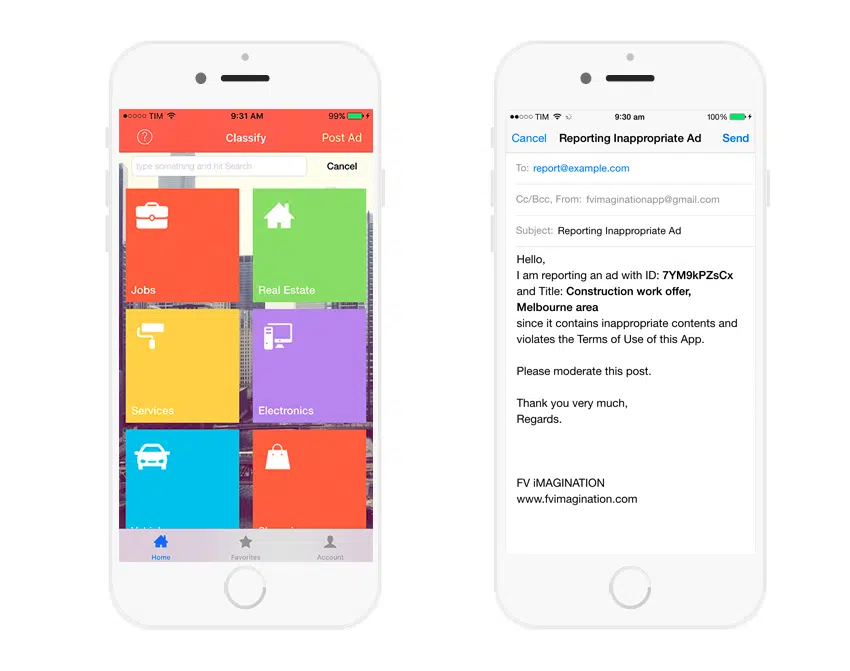 TIM 9:31 AM 99%
? Classify Post Ad
type something and hit Search Cancel
Jobs Real Estate
Services Electronics
Home Favorites Account
TIM 9:30 am 100%
Cancel Reporting Inappropriate Ad Send
To: report@example.com
Cc/Bcc, From: fvimaginationapp@gmail.com
Subject: Reporting Inappropriate Ad
Hello,
I am reporting an ad with ID: 7YM9kPZsCx
and Title: Construction work offer,
Melbourne area
since it contains inappropriate contents and
violates the Terms of Use of this App.
Please moderate this post.
Thank you very much,
Regards.
FV iMAGINATION
www.fvimagination.com